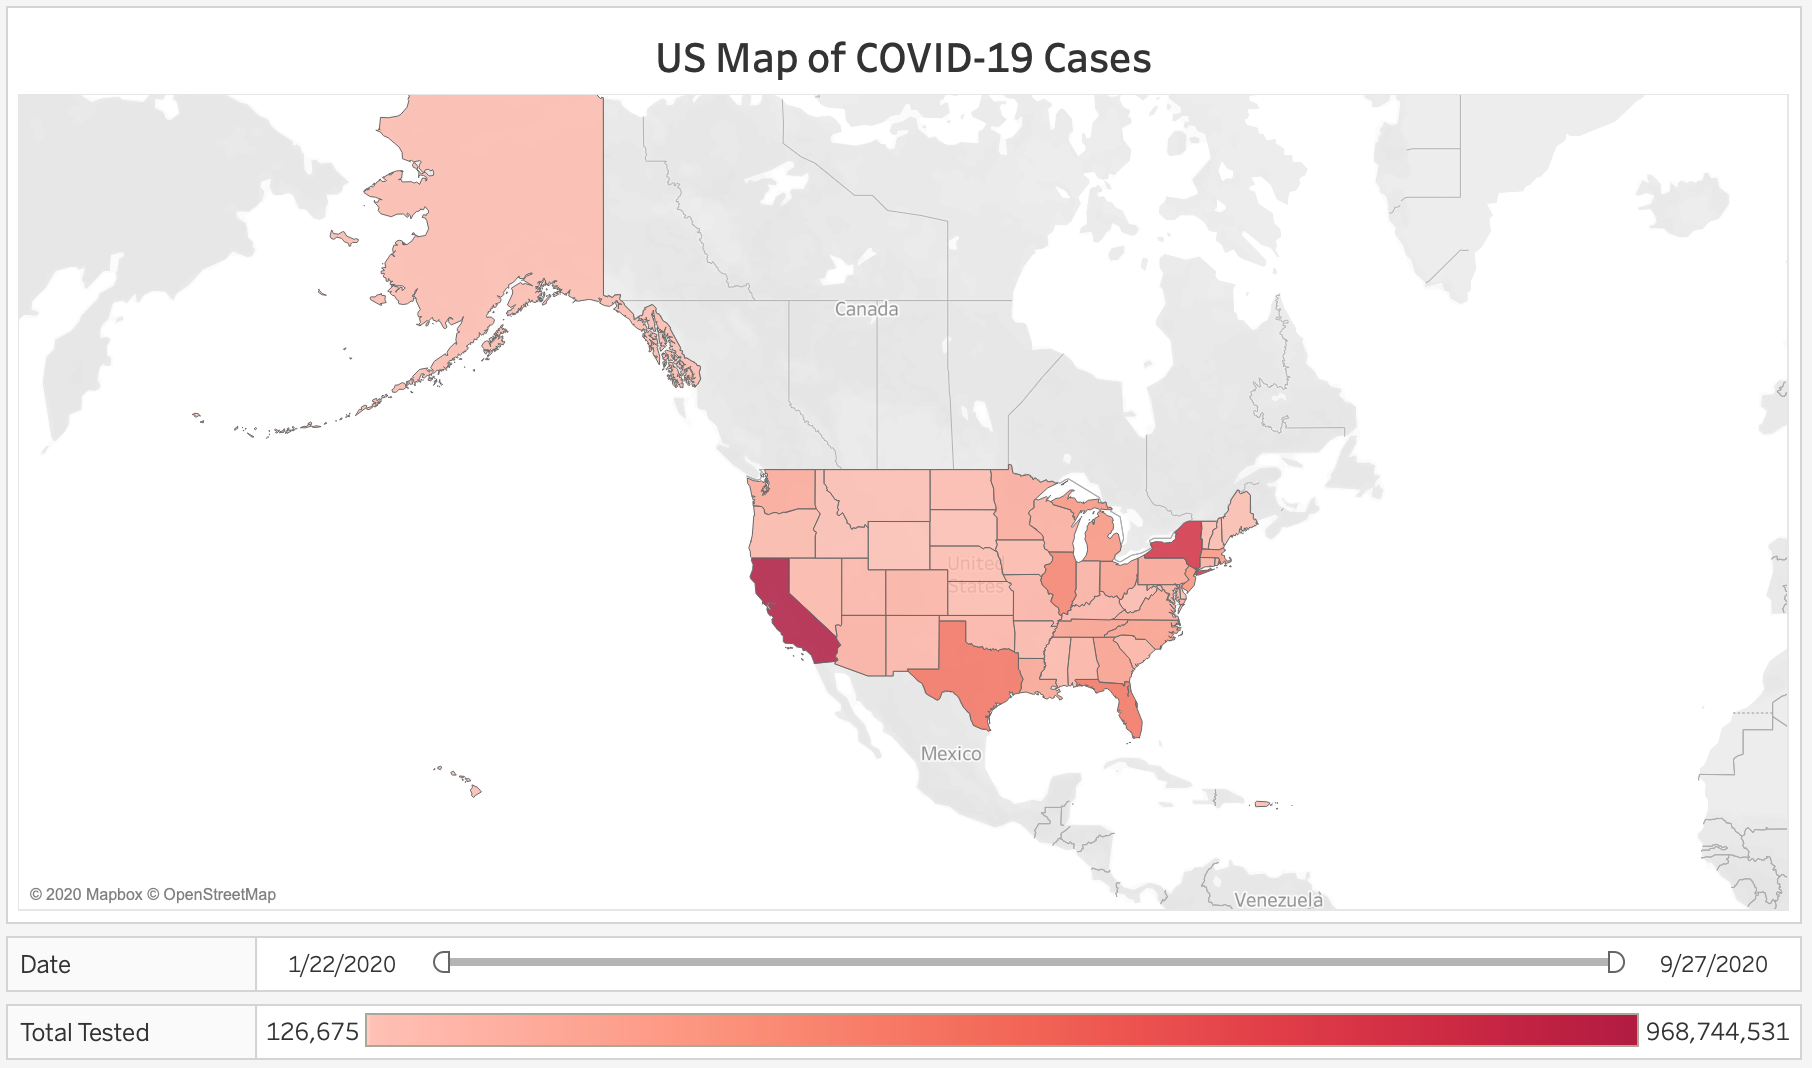 US Map of COVID-19 Cases
Canada
United
States
Mexico
Venezuela
© 2020 Mapbox © OpenStreetMap
Date 1/22/2020 9/27/2020
Total Tested 126,675 968,744,531